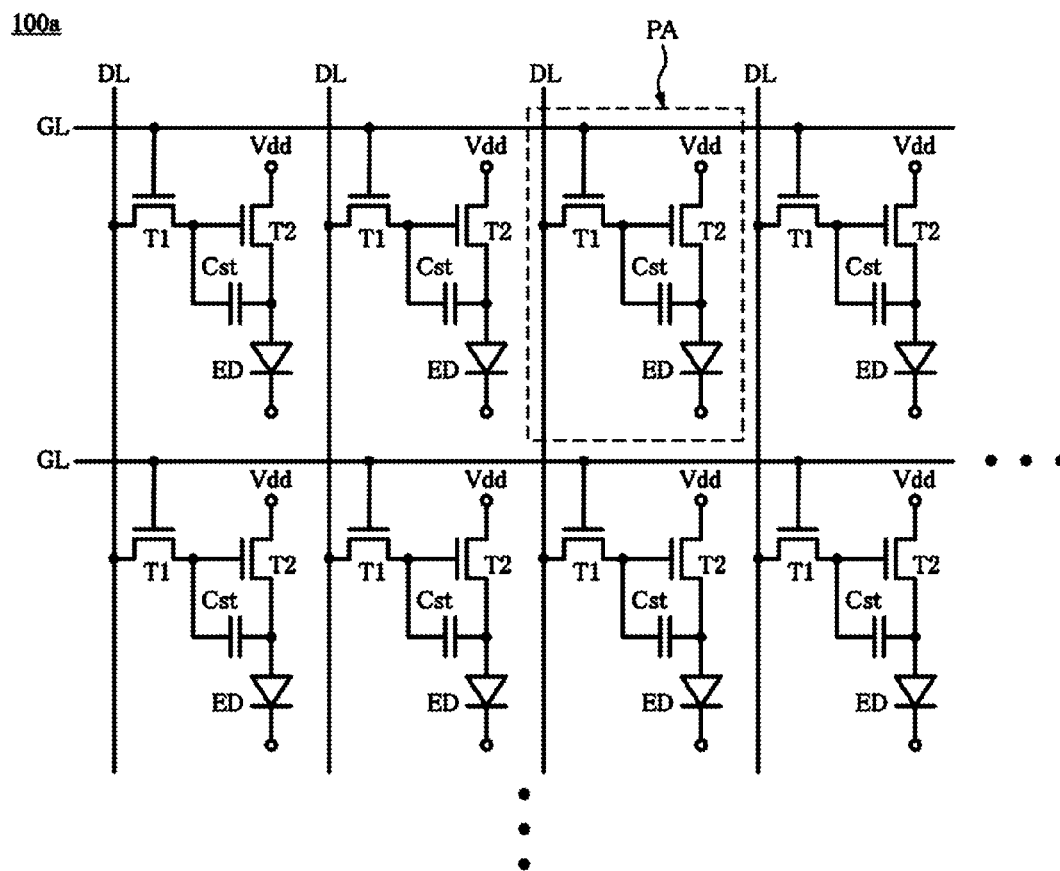 100a
PA
DL DL DL DL
GL
Vdd Vdd Vdd Vdd
T1 T2 T1 T2 T1 T2 T1 T2
Cst Cst Cst Cst
ED ED ED ED
GL
Vdd Vdd Vdd Vdd
T1 T2 T1 T2 T1 T2 T1 T2
Cst Cst Cst Cst
ED ED ED ED